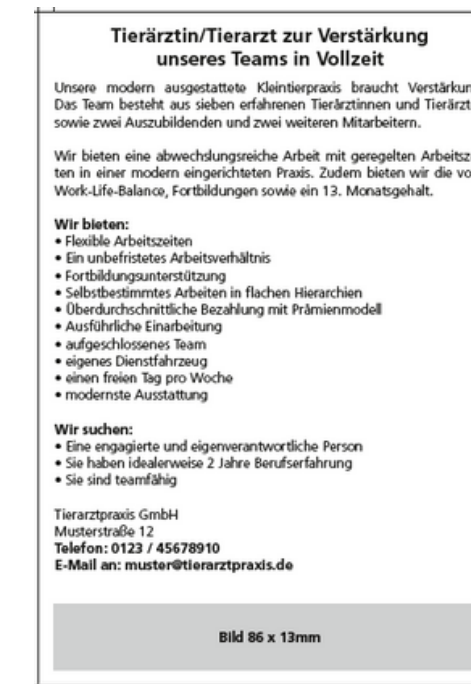 Tierärztin/Tierarzt zur Verstärkung
unseres Teams in Vollzeit
Unsere modern ausgestattete Kleintierpraxis braucht Verstärkun
Das Team besteht aus sieben erfahrenen Tierärztinnen und Tierärzt
sowie zwei Auszubildenden und zwei weiteren Mitarbeitern.
Wir bieten eine abwechslungsreiche Arbeit mit geregelten Arbeitsze
ten in einer modern eingerichteten Praxis. Zudem bieten wir die vo
Work-Life-Balance, Fortbildungen sowie ein 13. Monatsgehalt.
Wir bieten:
• Flexible Arbeitszeiten
• Ein unbefristetes Arbeitsverhältnis
• Fortbildungsunterstützung
• Selbstbestimmtes Arbeiten in flachen Hierarchien
• Überdurchschnittliche Bezahlung mit Prämienmodell
• Ausführliche Einarbeitung
• aufgeschlossenes Team
• eigenes Dienstfahrzeug
• einen freien Tag pro Woche
• modernste Ausstattung
Wir suchen:
• Eine engagierte und eigenverantwortliche Person
• Sie haben idealerweise 2 Jahre Berufserfahrung
• Sie sind teamfähig
Tierarztpraxis GmbH
Musterstraße 12
Telefon: 0123 / 45678910
E-Mail an: muster@tierarztpraxis.de
Bild 86 x 13mm